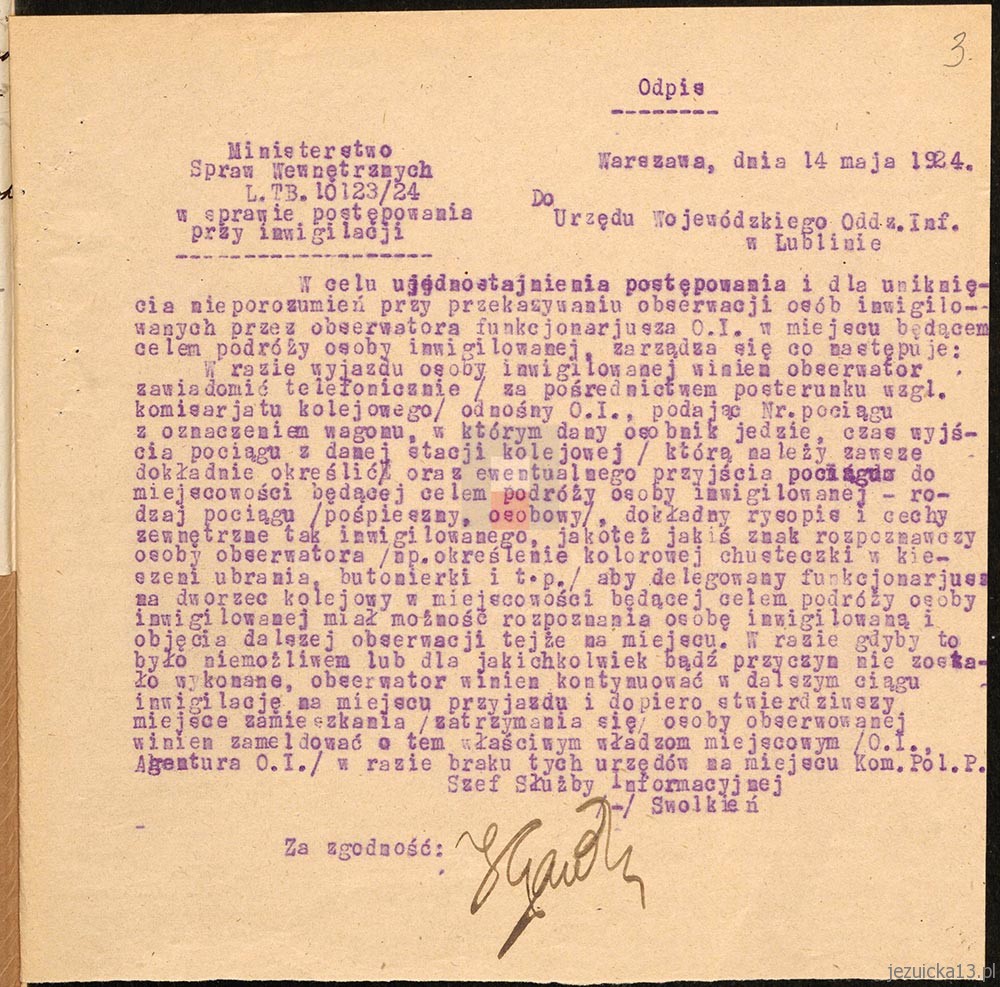 3.
Odpis
Ministerstwo
Spraw Wewnętrznych
L.TB.10123/24
w sprawie postępowania
przy inwigilacji
Warszawa, dnia 14 maja 1924.
Do
Urzędu Wojewódzkiego Oddz.Inf.
w Lublinie
W celu ujednostajnienia postępowania i dla uniknię-
cia nieporozumień przy przekazywaniu obserwacji osób inwigilo-
wanych przez obserwatora funkcjonarjusza O.I. w miejscu będącem
celem podróży osoby inwigilowanej, zarządza się co następuje:
W razie wyjazdu osoby inwigilowanej winien obserwator
zawiadomić telefonicznie / za pośrednictwem posterunku wzgl.
komisarjatu kolejowego/ odnośny O.I., podając Nr.pociągu
z oznaczeniem wagonu, w którym dany osobnik jedzie, czas wyjś-
cia pociągu z danej stacji kolejowej / którą należy zawsze
dokładnie określić/ oraz ewentualnego przyjścia pociągu do
miejscowości będącej celem podróży osoby inwigilowanej - ro-
dzaj pociągu /pośpieszny, osobowy/, dokładny rysopis i cechy
zewnętrzne tak inwigilowanego, jakoteż jakiś znak rozpoznawczy
osoby obserwatora /np.określenie kolorowej chusteczki w kie-
szeni ubrania, butonierki i t.p./ aby delegowany funkcjonarjusz
na dworzec kolejowy w miejscowości będącej celem podróży osoby
inwigilowanej miał możność rozpoznania osobę inwigilowaną i
objęcia dalszej obserwacji tejże na miejscu. W razie gdyby to
było niemożliwem lub dla jakichkolwiek bądź przyczyn nie zosta-
ło wykonane, obserwator winien kontynuować w dalszym ciągu
inwigilację na miejscu przyjazdu i dopiero stwierdziwszy
miejsce zamieszkania /zatrzymania się/ osoby obserwowanej
winien zameldować o tem właściwym władzom miejscowym /O.I.,
Agentura O.I./ w razie braku tych urzędów na miejscu Kom.Pol.P.
Szef Służby Informacyjnej
/-/ Swolkień
Za zgodność:
jezuicka13.pl